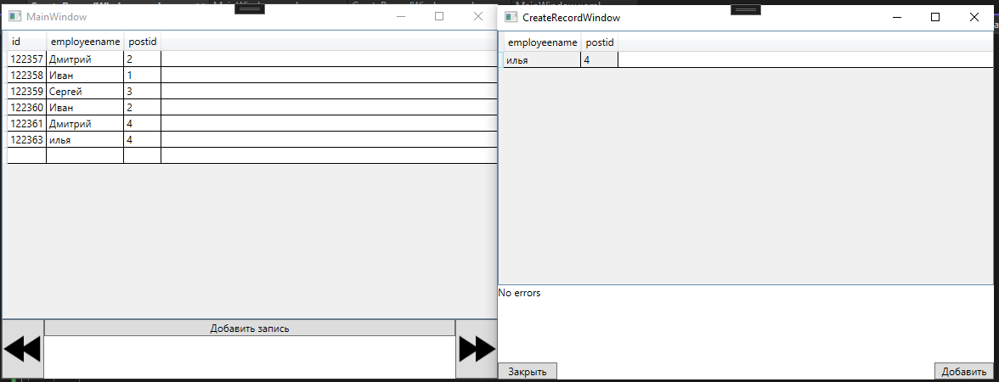 MainWindow
id employeename postid
122357 Дмитрий 2
122358 Иван 1
122359 Сергей 3
122360 Иван 2
122361 Дмитрий 4
122363 илья 4
Добавить запись
CreateRecordWindow
employeename postid
илья 4
No errors
Закрыть
Добавить